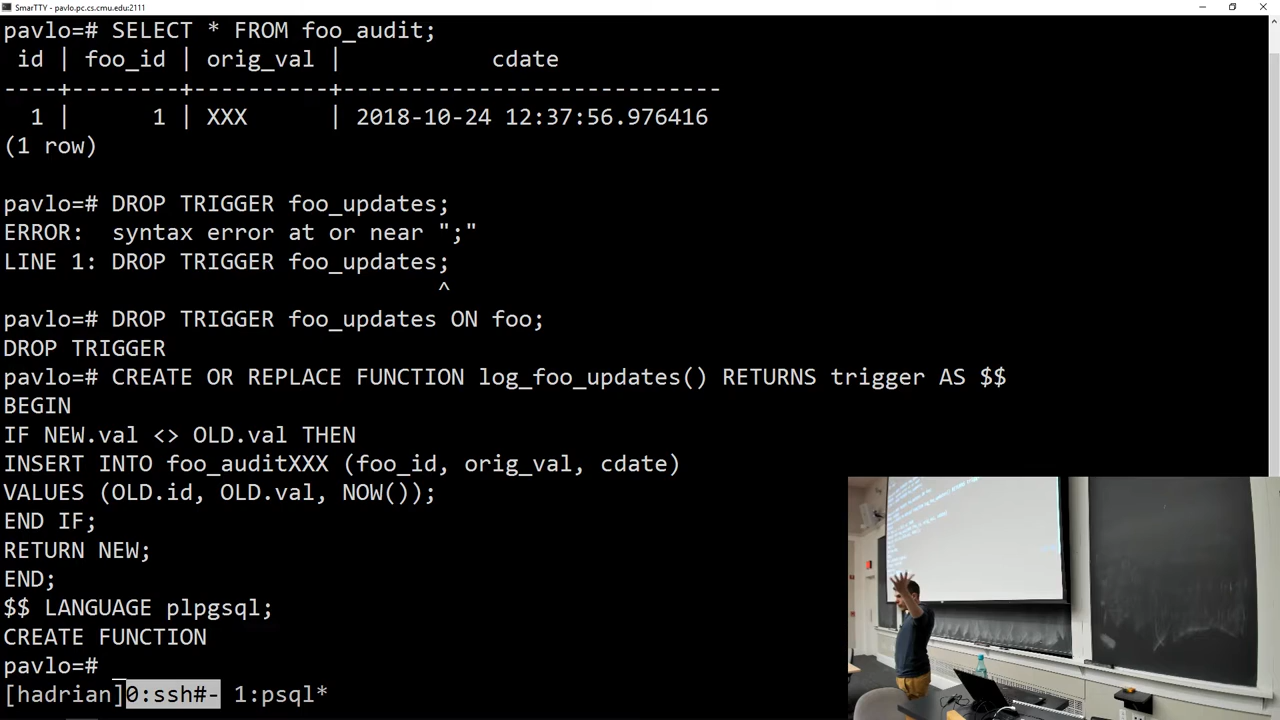 SmarTTY - pavlo.pc.cs.cmu.edu:2111
pavlo=# SELECT * FROM foo_audit;
id | foo_id | orig_val | cdate
----+--------+----------+----------------------------
1 | 1 | XXX | 2018-10-24 12:37:56.976416
(1 row)
pavlo=# DROP TRIGGER foo_updates;
ERROR: syntax error at or near ";"
LINE 1: DROP TRIGGER foo_updates;
^
pavlo=# DROP TRIGGER foo_updates ON foo;
DROP TRIGGER
pavlo=# CREATE OR REPLACE FUNCTION log_foo_updates() RETURNS trigger AS $$
BEGIN
IF NEW.val <> OLD.val THEN
INSERT INTO foo_auditXXX (foo_id, orig_val, cdate)
VALUES (OLD.id, OLD.val, NOW());
END IF;
RETURN NEW;
END;
$$ LANGUAGE plpgsql;
CREATE FUNCTION
pavlo=# _
[hadrian]0:ssh#- 1:psql*